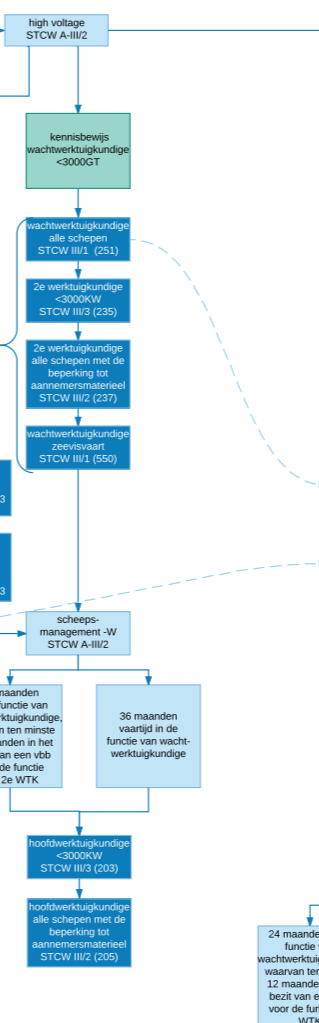 high voltage
STCW A-III/2
kennisbewijs
wachtwerktuigkundige
<3000GT
wachtwerktuigkundige
alle schepen
STCW III/1 (251)
2e werktuigkundige
<3000KW
STCW III/3 (235)
2e werktuigkundige
alle schepen met de
beperking tot
aannemersmaterieel
STCW III/2 (237)
wachtwerktuigkundige
zeevisvaart
STCW III/1 (550)
3
3
scheeps-
management -W
STCW A-III/2
maanden
functie van
rktuigkundige,
n ten minste
anden in het
an een vbb
de functie
2e WTK
36 maanden
vaartijd in de
functie van wacht-
werktuigkundige
hoofdwerktuigkundige
<3000KW
STCW III/3 (203)
hoofdwerktuigkundige
alle schepen met de
beperking tot
aannemersmaterieel
STCW III/2 (205)
24 maande
functie
wachtwerktuig
waarvan ten
12 maande
bezit van e
voor de fun
WTK